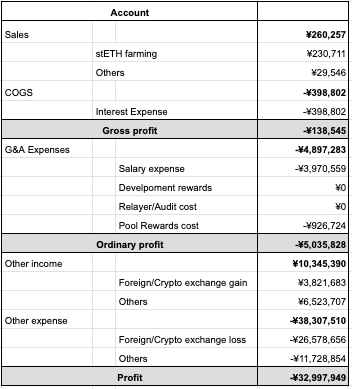 Account
Sales ¥260,257
stETH farming ¥230,711
Others ¥29,546
COGS -¥398,802
Interest Expense -¥398,802
Gross profit -¥138,545
G&A Expenses -¥4,897,283
Salary expense -¥3,970,559
Develpoment rewards ¥0
Relayer/Audit cost ¥0
Pool Rewards cost -¥926,724
Ordinary profit -¥5,035,828
Other income ¥10,345,390
Foreign/Crypto exchange gain ¥3,821,683
Others ¥6,523,707
Other expense -¥38,307,510
Foreign/Crypto exchange loss -¥26,578,656
Others -¥11,728,854
Profit -¥32,997,949